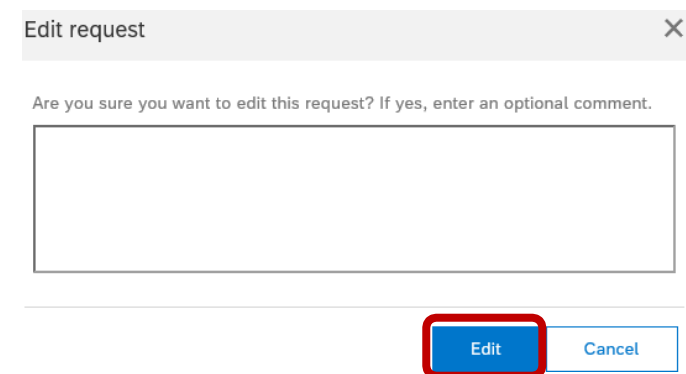 Edit request
Are you sure you want to edit this request? If yes, enter an optional comment.
Edit
Cancel